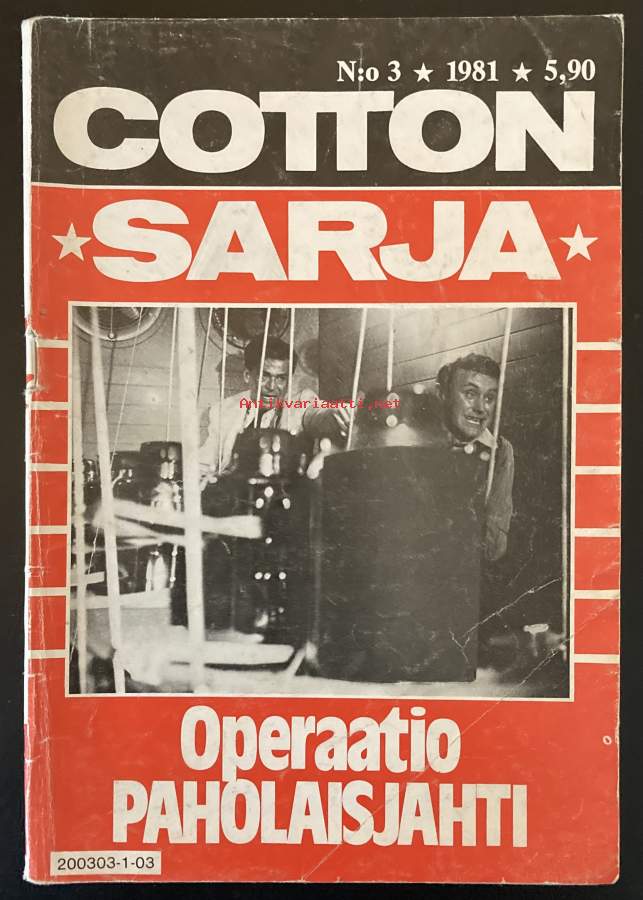 N:o 3 ★ 1981 ★ 5,90
COTTON
★ SARJA ★
Antikvariaatti.net
Operaatio
PAHOLAISJAHTI
200303-1-03